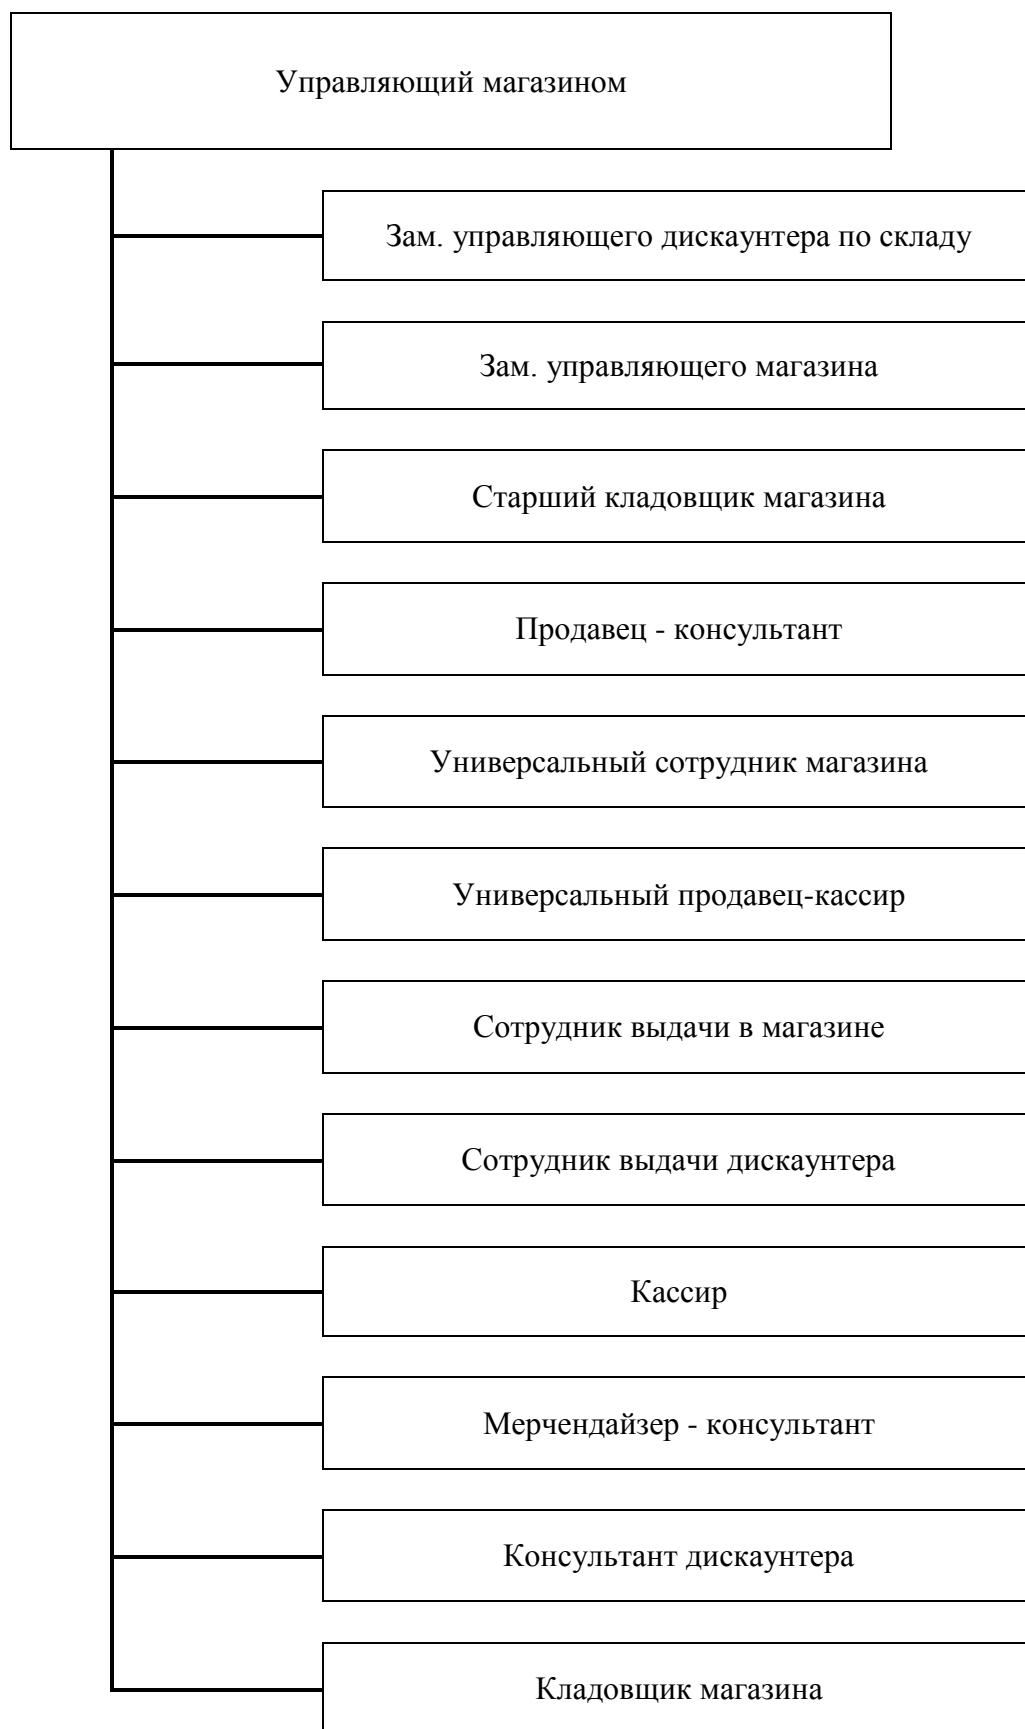 Управляющий магазином
Зам. управляющего дискаунтера по складу
Зам. управляющего магазина
Старший кладовщик магазина
Продавец - консультант
Универсальный сотрудник магазина
Универсальный продавец-кассир
Сотрудник выдачи в магазине
Сотрудник выдачи дискаунтера
Кассир
Мерчендайзер - консультант
Консультант дискаунтера
Кладовщик магазина